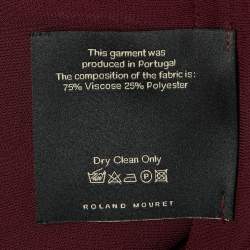 This garment was
produced in Portugal
The composition of the fabric is:
75% Viscose 25% Polyester
Dry Clean Only
P
ROLAND MOURET